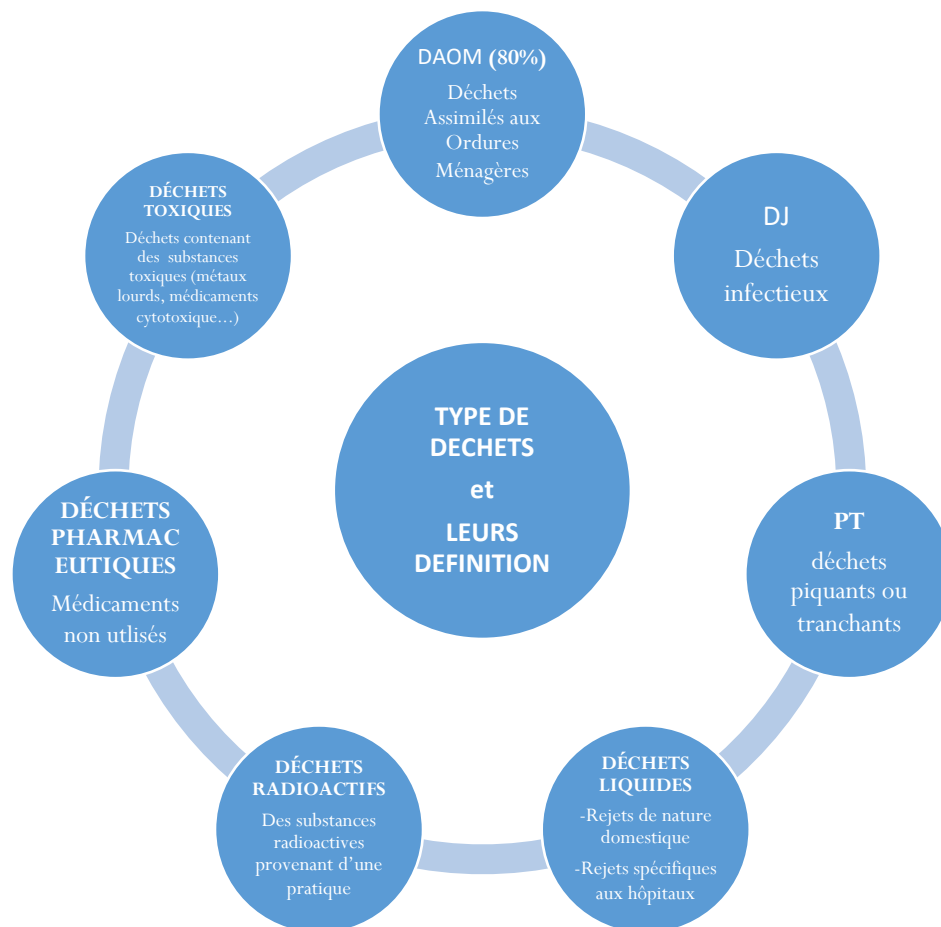 DAOM (80%)
Déchets
Assimilés aux
Ordures
Ménagères
DJ
Déchets
infectieux
PT
déchets
piquants ou
tranchants
DÉCHETS
LIQUIDES
-Rejets de nature
domestique
-Rejets spécifiques
aux hôpitaux
DÉCHETS
RADIOACTIFS
Des substances
radioactives
provenant d’une
pratique
DÉCHETS
PHARMAC
EUTIQUES
Médicaments
non utlisés
DÉCHETS
TOXIQUES
Déchets contenant
des substances
toxiques (métaux
lourds, médicaments
cytotoxique…)
TYPE DE
DECHETS
et
LEURS
DEFINITION